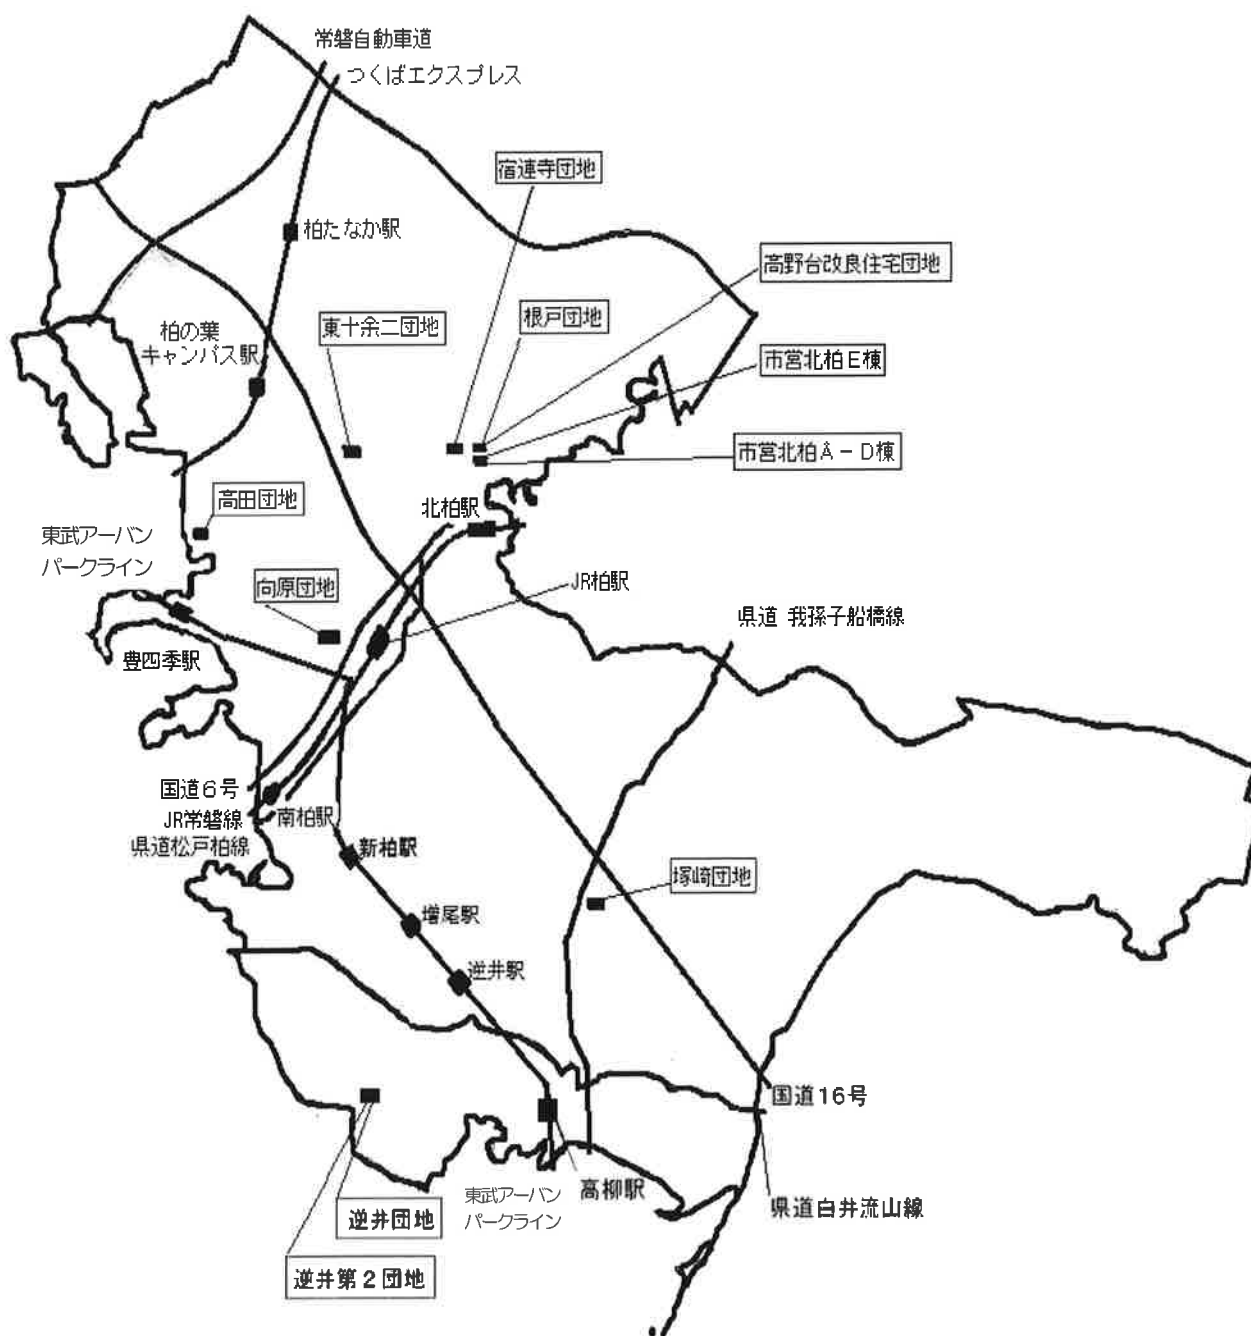 常磐自動車道
つくばエクスプレス
宿連寺団地
柏たなか駅
高野台改良住宅団地
東十余二団地
根戸団地
柏の葉
キャンパス駅
市営北柏E棟
市営北柏A－D棟
高田団地
北柏駅
東武アーバン
パークライン
向原団地
JR柏駅
県道 我孫子船橋線
豊四季駅
国道6号
JR常磐線
南柏駅
県道松戸柏線
新柏駅
塚崎団地
増尾駅
逆井駅
国道16号
高柳駅
東武アーバン
パークライン
県道白井流山線
逆井団地
逆井第2団地